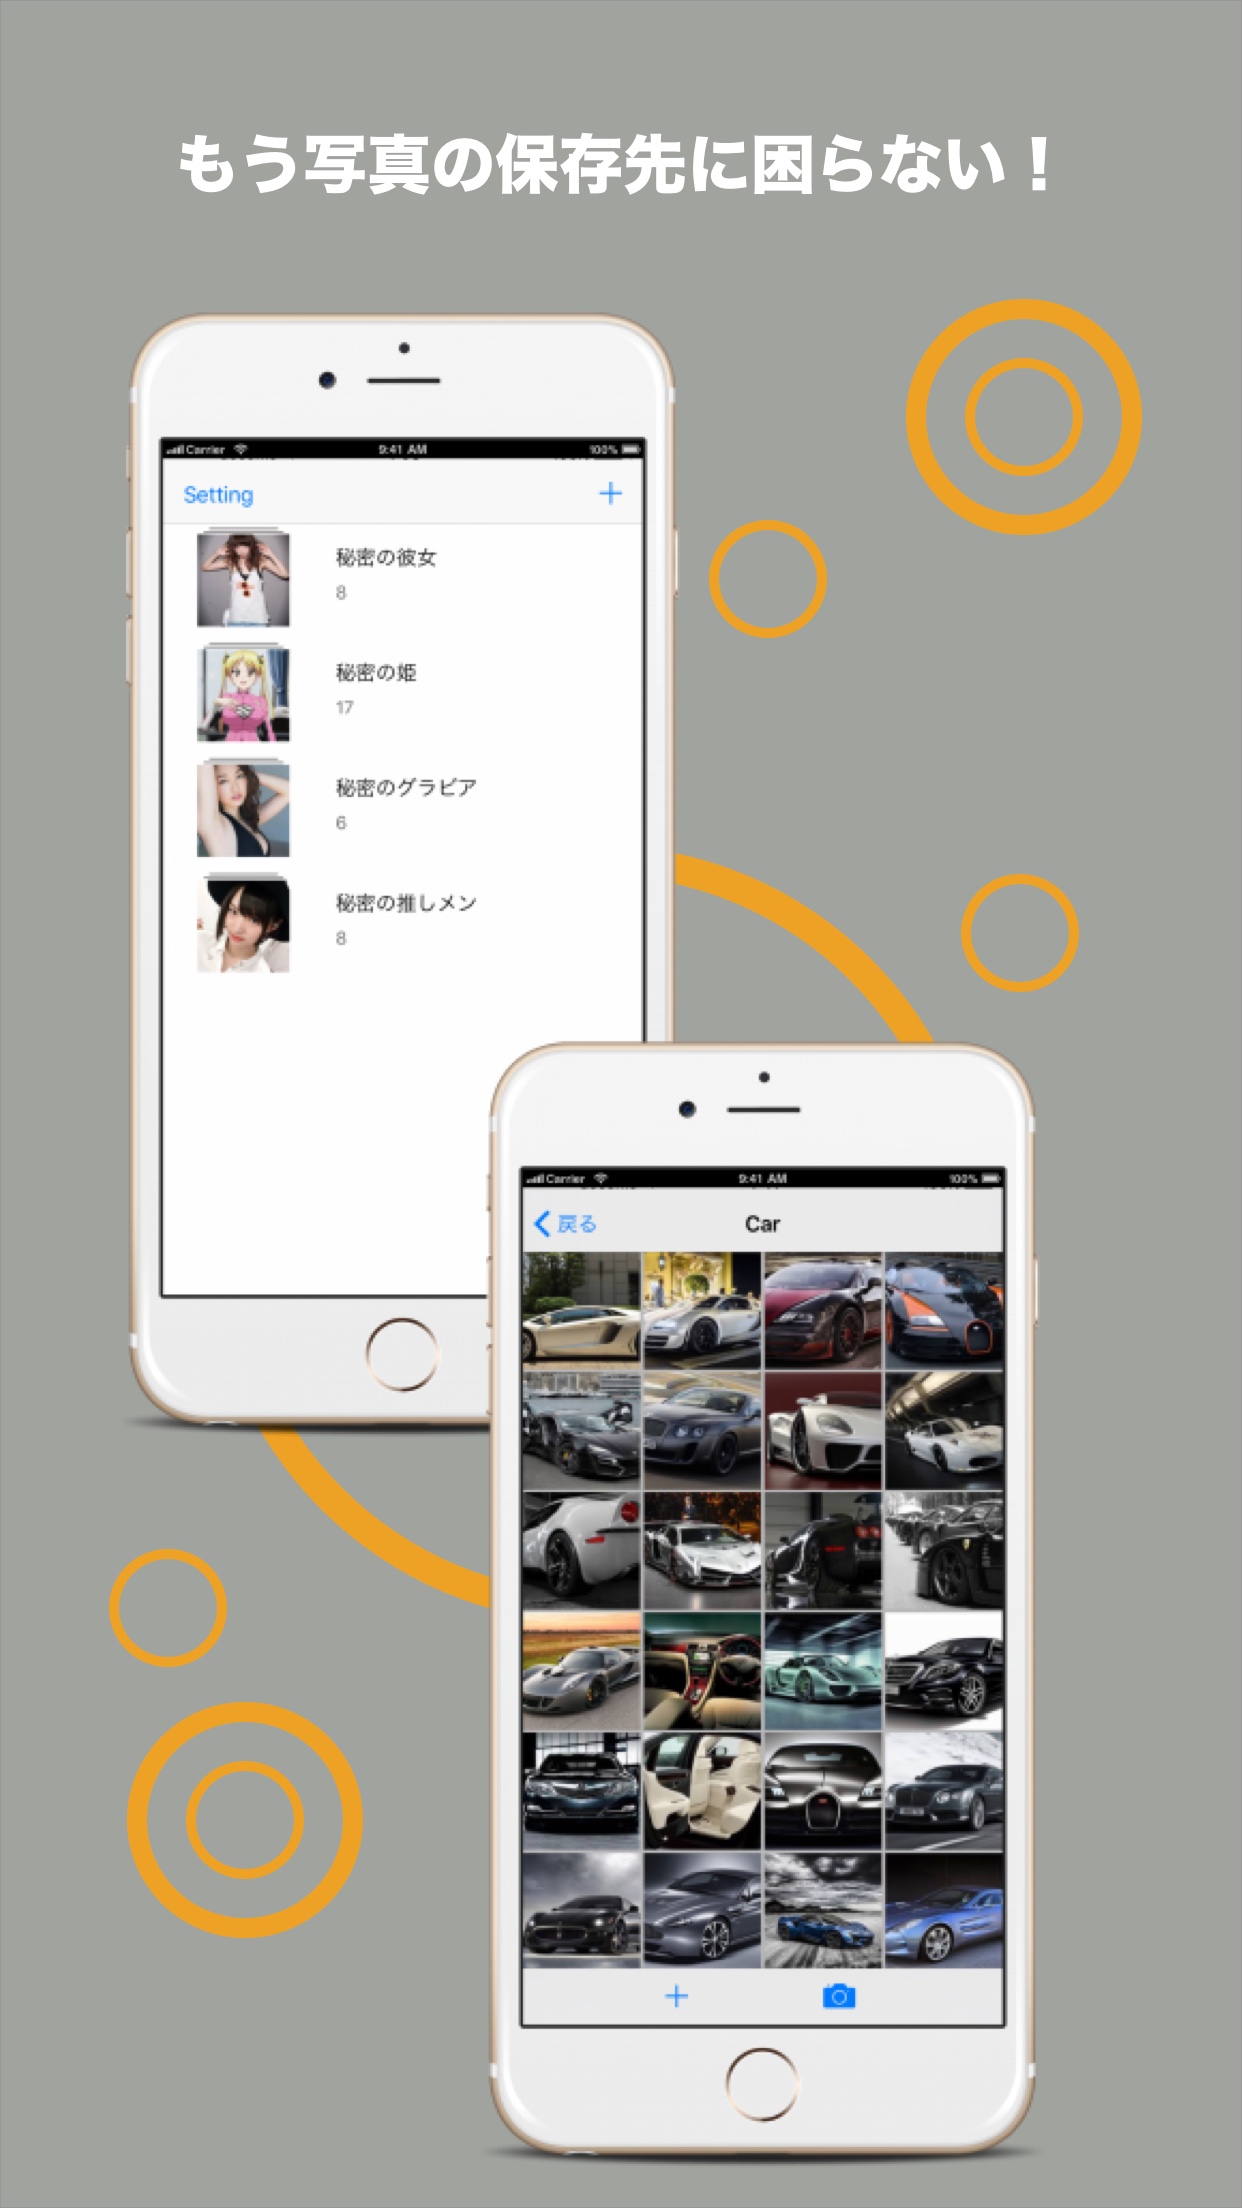 もう写真の保存先に困らない！
Carrier 9:41 AM 100%
Setting +
秘密の彼女
8
秘密の姫
17
秘密のグラビア
6
秘密の推しメン
8
Carrier 9:41 AM 100%
戻る Car
+